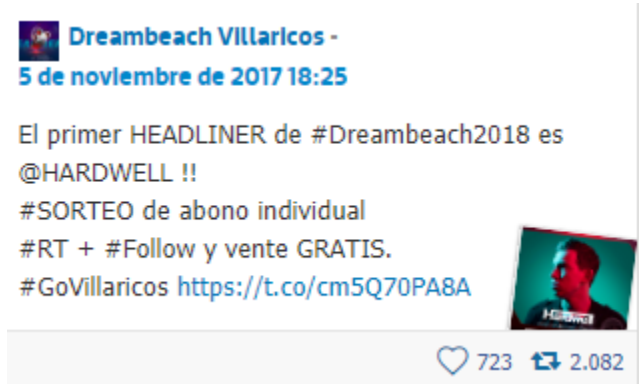 Dreambeach Villaricos -
5 de noviembre de 2017 18:25
El primer HEADLINER de #Dreambeach2018 es
@HARDWELL !!
#SORTEO de abono individual
#RT + #Follow y vente GRATIS.
#GoVillaricos https://t.co/cm5Q70PA8A
Hardwell
723 2.082